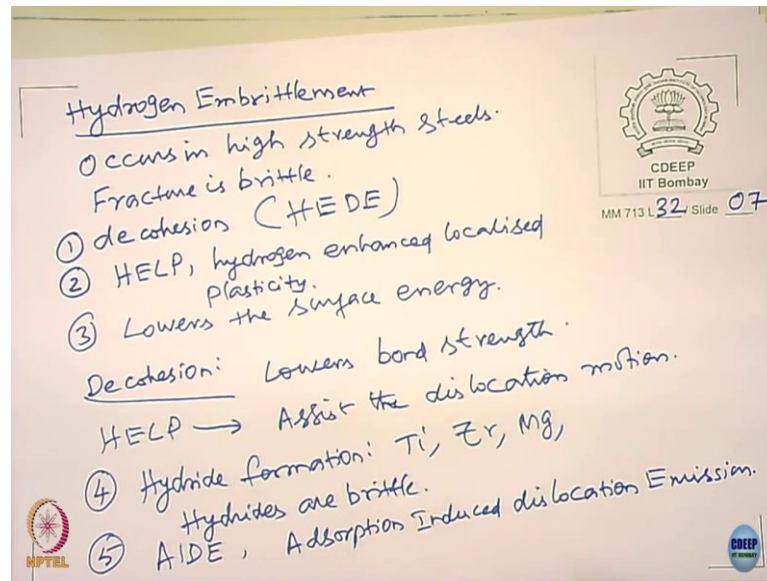 Hydrogen Embrittlement
Occurs in high strength steels.
Fracture is brittle.
① decohesion (HEDE)
② HELP, hydrogen enhanced localised
plasticity.
③ Lowers the surface energy.
Decohesion: Lowers bond strength.
HELP → Assist the dislocation motion.
④ Hydride formation: Ti, Zr, Mg,
Hydrides are brittle.
⑤ AIDE, Adsorption Induced dislocation Emission.
CDEEP
IIT Bombay
MM 713 L 32 / Slide 07
NPTEL
CDEEP
IIT BOMBAY